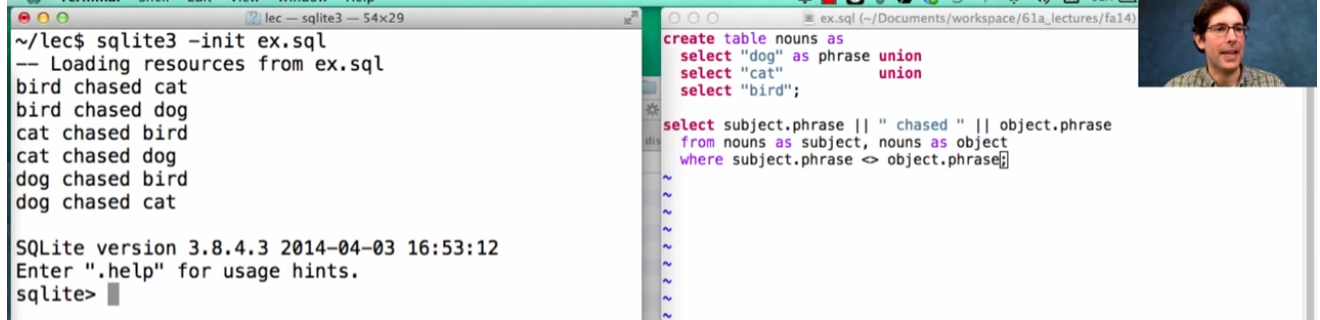 lec — sqlite3 — 54×29
~/lec$ sqlite3 -init ex.sql
-- Loading resources from ex.sql
bird chased cat
bird chased dog
cat chased bird
cat chased dog
dog chased bird
dog chased cat
SQLite version 3.8.4.3 2014-04-03 16:53:12
Enter ".help" for usage hints.
sqlite>
dis
ex.sql (~/Documents/workspace/61a_lectures/fa14)
create table nouns as
  select "dog" as phrase union
  select "cat"           union
  select "bird";
select subject.phrase || " chased " || object.phrase
  from nouns as subject, nouns as object
  where subject.phrase <> object.phrase;
~
~
~
~
~
~
~
~
~